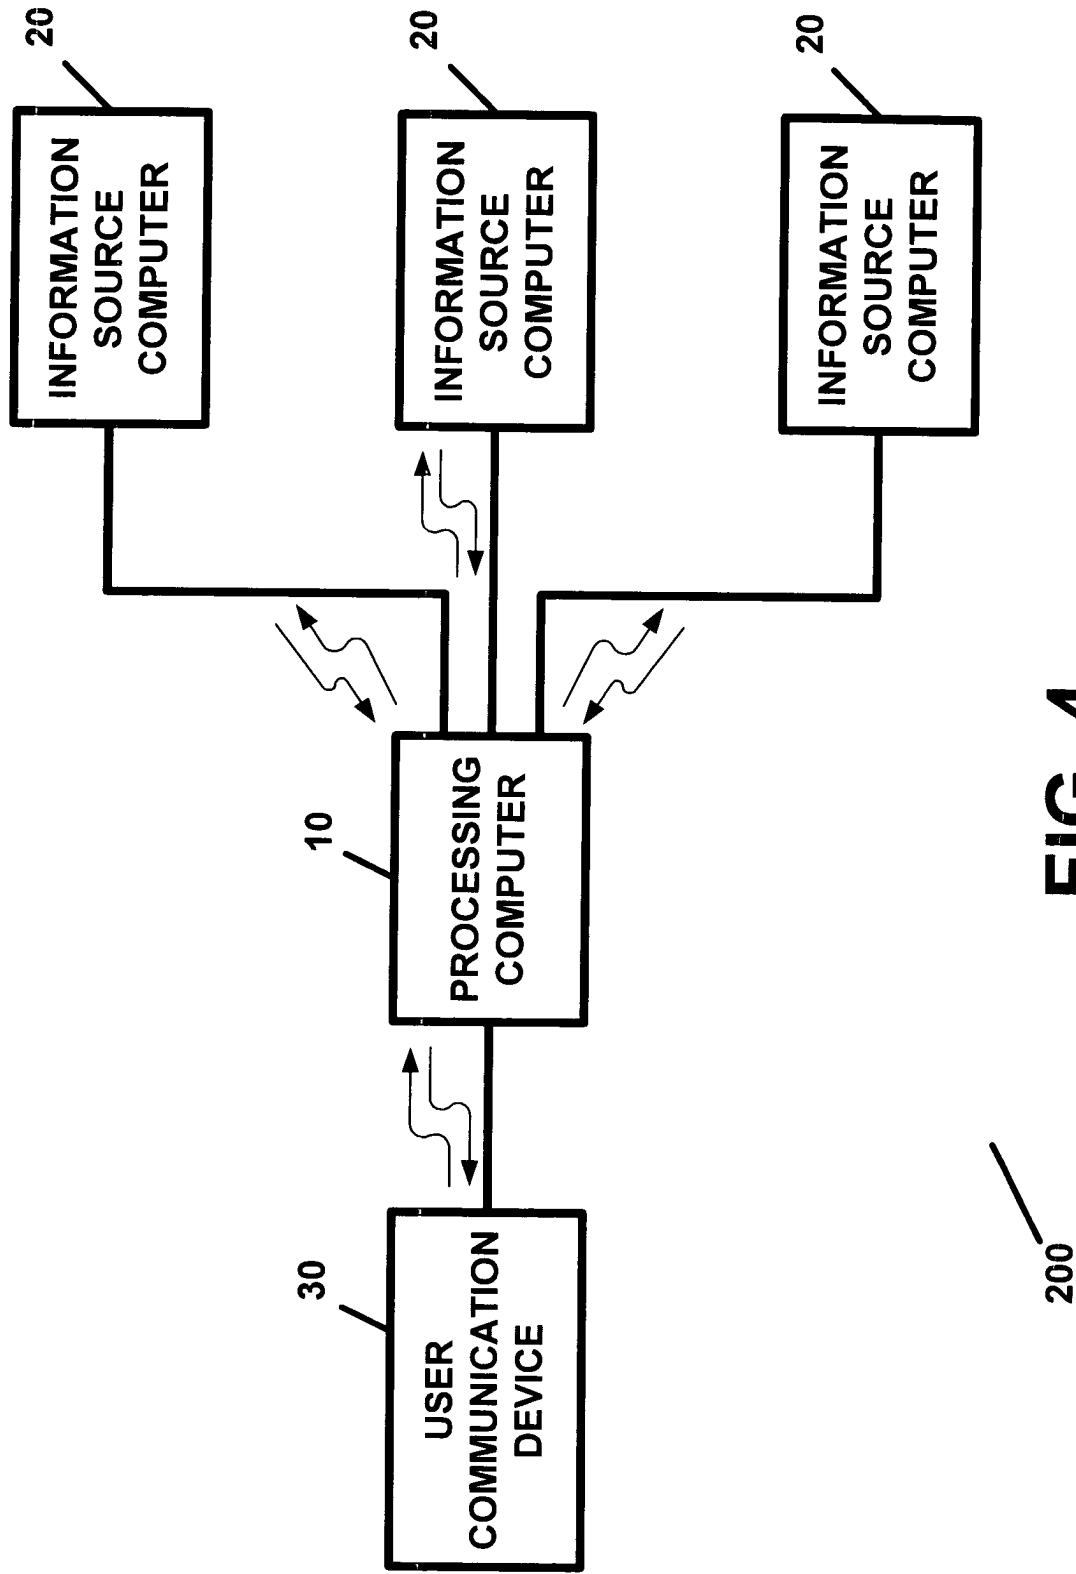 20
INFORMATION
SOURCE
COMPUTER
30
USER
COMMUNICATION
DEVICE
10
PROCESSING
COMPUTER
20
INFORMATION
SOURCE
COMPUTER
20
INFORMATION
SOURCE
COMPUTER
200
FIG